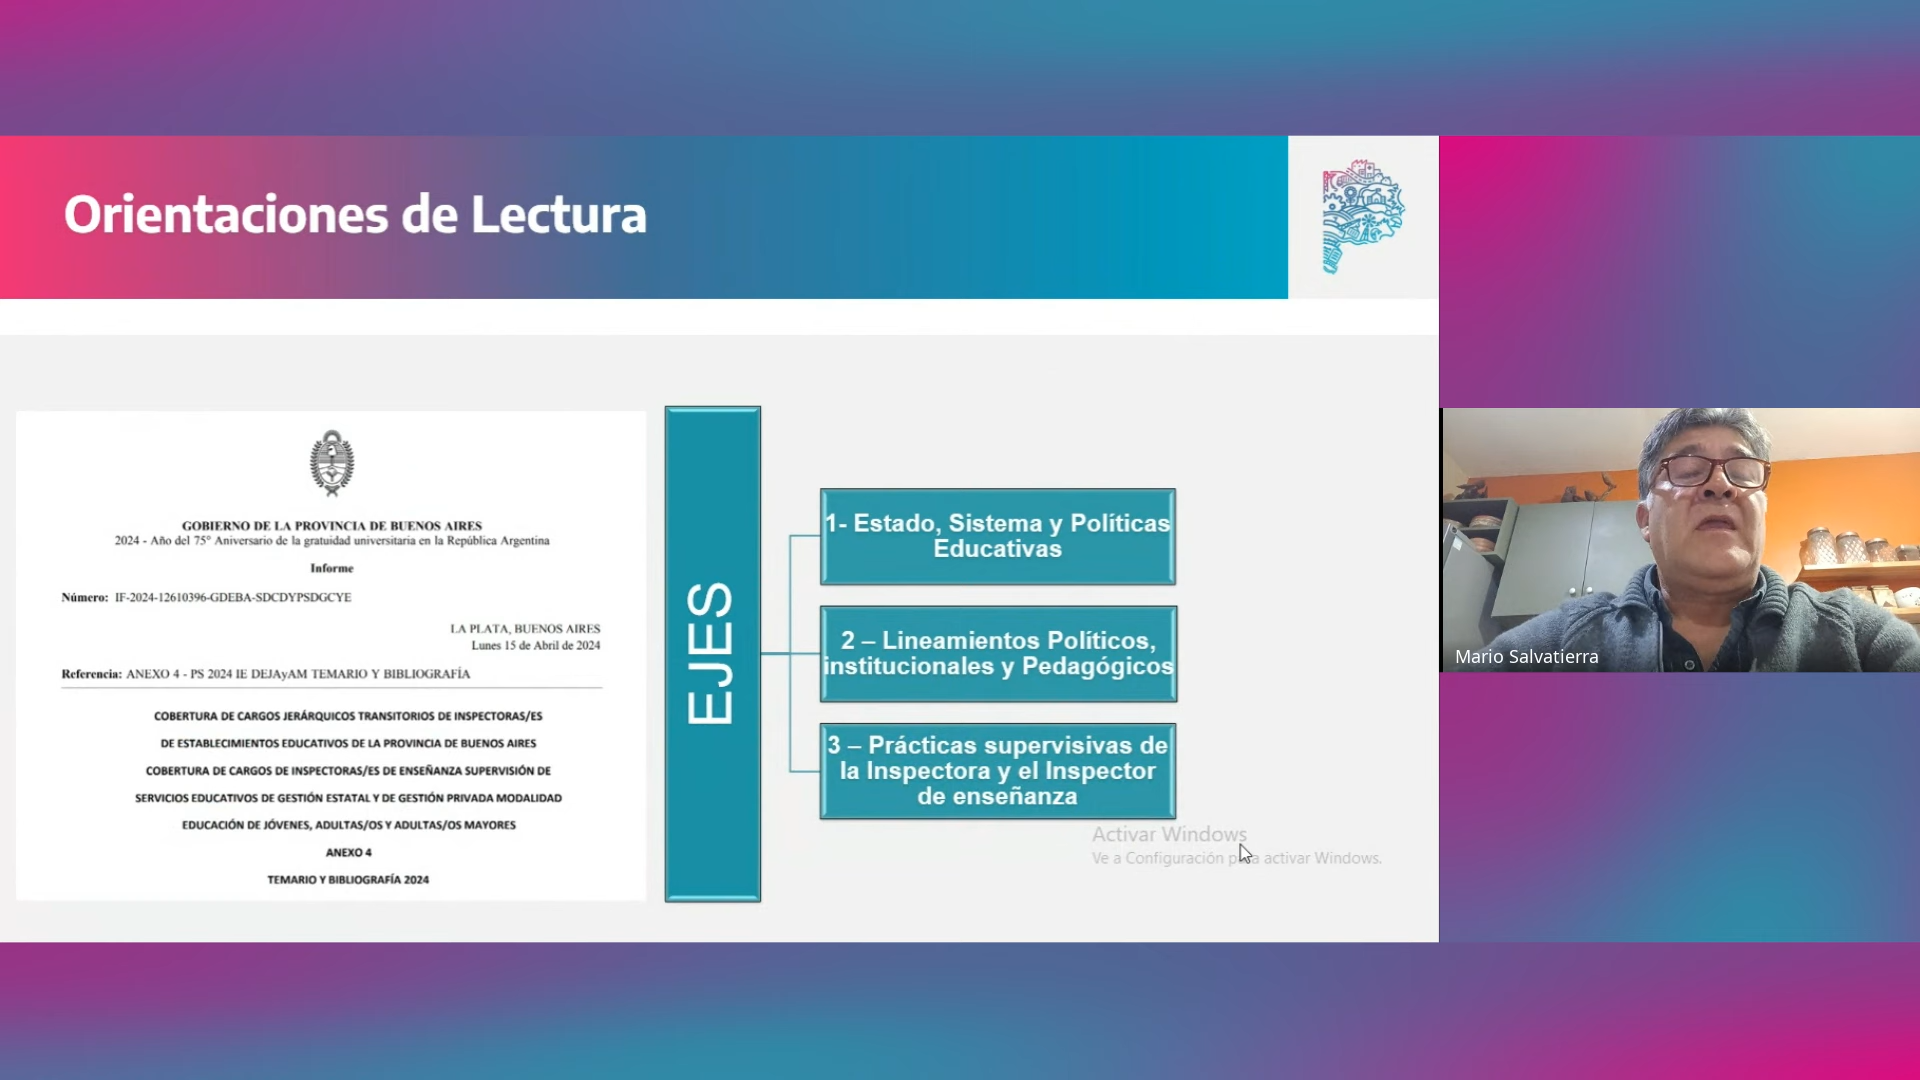 Orientaciones de Lectura
GOBIERNO DE LA PROVINCIA DE BUENOS AIRES
2024 - Año del 75° Aniversario de la gratuidad universitaria en la República Argentina
Informe
Número: IF-2024-12610396-GDEBA-SDCDYPSDGCYE
LA PLATA, BUENOS AIRES
Lunes 15 de Abril de 2024
Referencia: ANEXO 4 - PS 2024 IE DEJAyAM TEMARIO Y BIBLIOGRAFÍA
COBERTURA DE CARGOS JERÁRQUICOS TRANSITORIOS DE INSPECTORAS/ES
DE ESTABLECIMIENTOS EDUCATIVOS DE LA PROVINCIA DE BUENOS AIRES
COBERTURA DE CARGOS DE INSPECTORAS/ES DE ENSEÑANZA SUPERVISIÓN DE
SERVICIOS EDUCATIVOS DE GESTIÓN ESTATAL Y DE GESTIÓN PRIVADA MODALIDAD
EDUCACIÓN DE JÓVENES, ADULTAS/OS Y ADULTAS/OS MAYORES
ANEXO 4
TEMARIO Y BIBLIOGRAFÍA 2024
EJES
1- Estado, Sistema y Políticas
Educativas
2 – Lineamientos Políticos,
institucionales y Pedagógicos
3 – Prácticas supervisivas de
la Inspectora y el Inspector
de enseñanza
Activar Windows
Ve a Configuración para activar Windows.
Mario Salvatierra